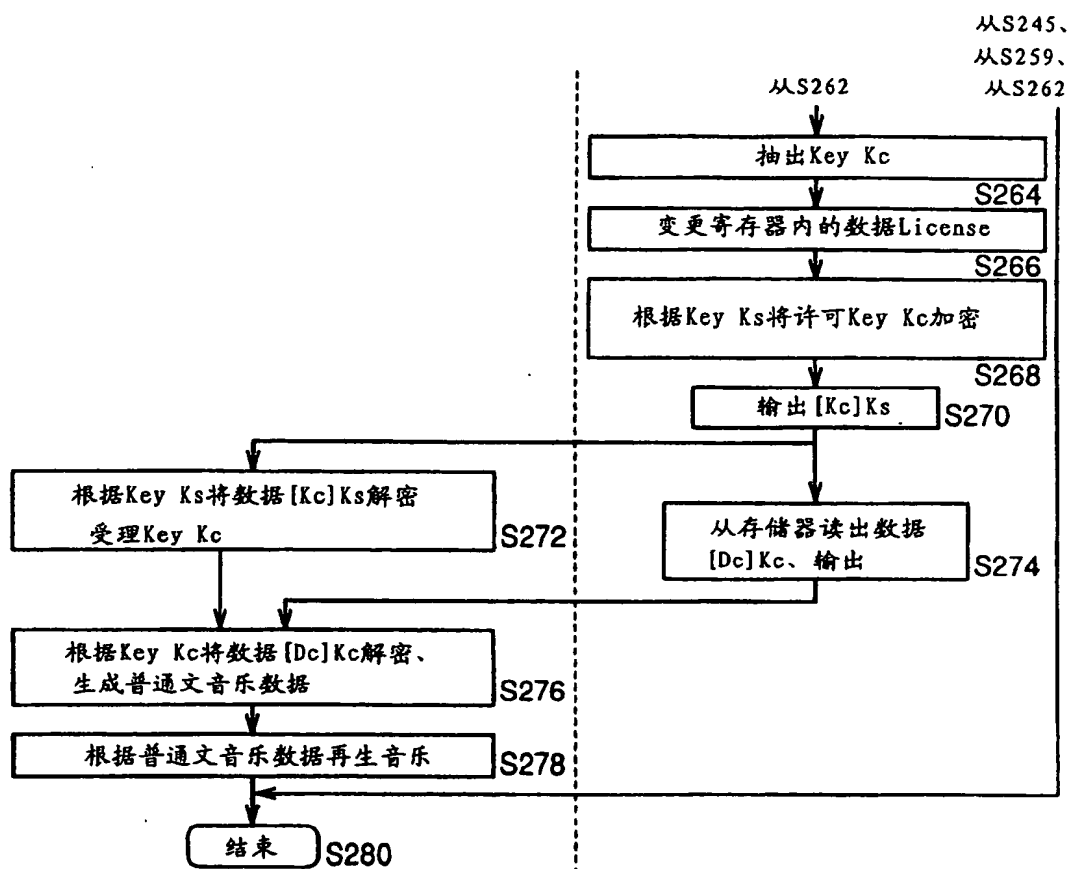 从S245、
从S259、
从S262
从S262
抽出Key Kc
S264
变更寄存器内的数据License
S266
根据Key Ks将许可Key Kc加密
S268
输出[Kc]Ks
S270
根据Key Ks将数据[Kc]Ks解密
受理Key Kc
S272
从存储器读出数据
[Dc]Kc、输出
S274
根据Key Kc将数据[Dc]Kc解密、
生成普通文音乐数据
S276
根据普通文音乐数据再生音乐
S278
结束
S280